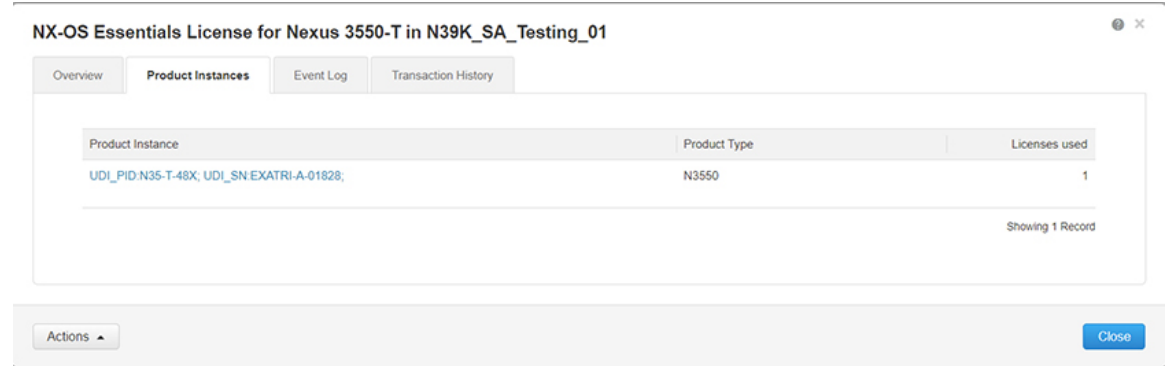 NX-OS Essentials License for Nexus 3550-T in N39K_SA_Testing_01
Overview Product Instances Event Log Transaction History
Product Instance Product Type Licenses used
UDI_PID:N35-T-48X; UDI_SN:EXATRI-A-01828; N3550 1
Showing 1 Record
Actions Close